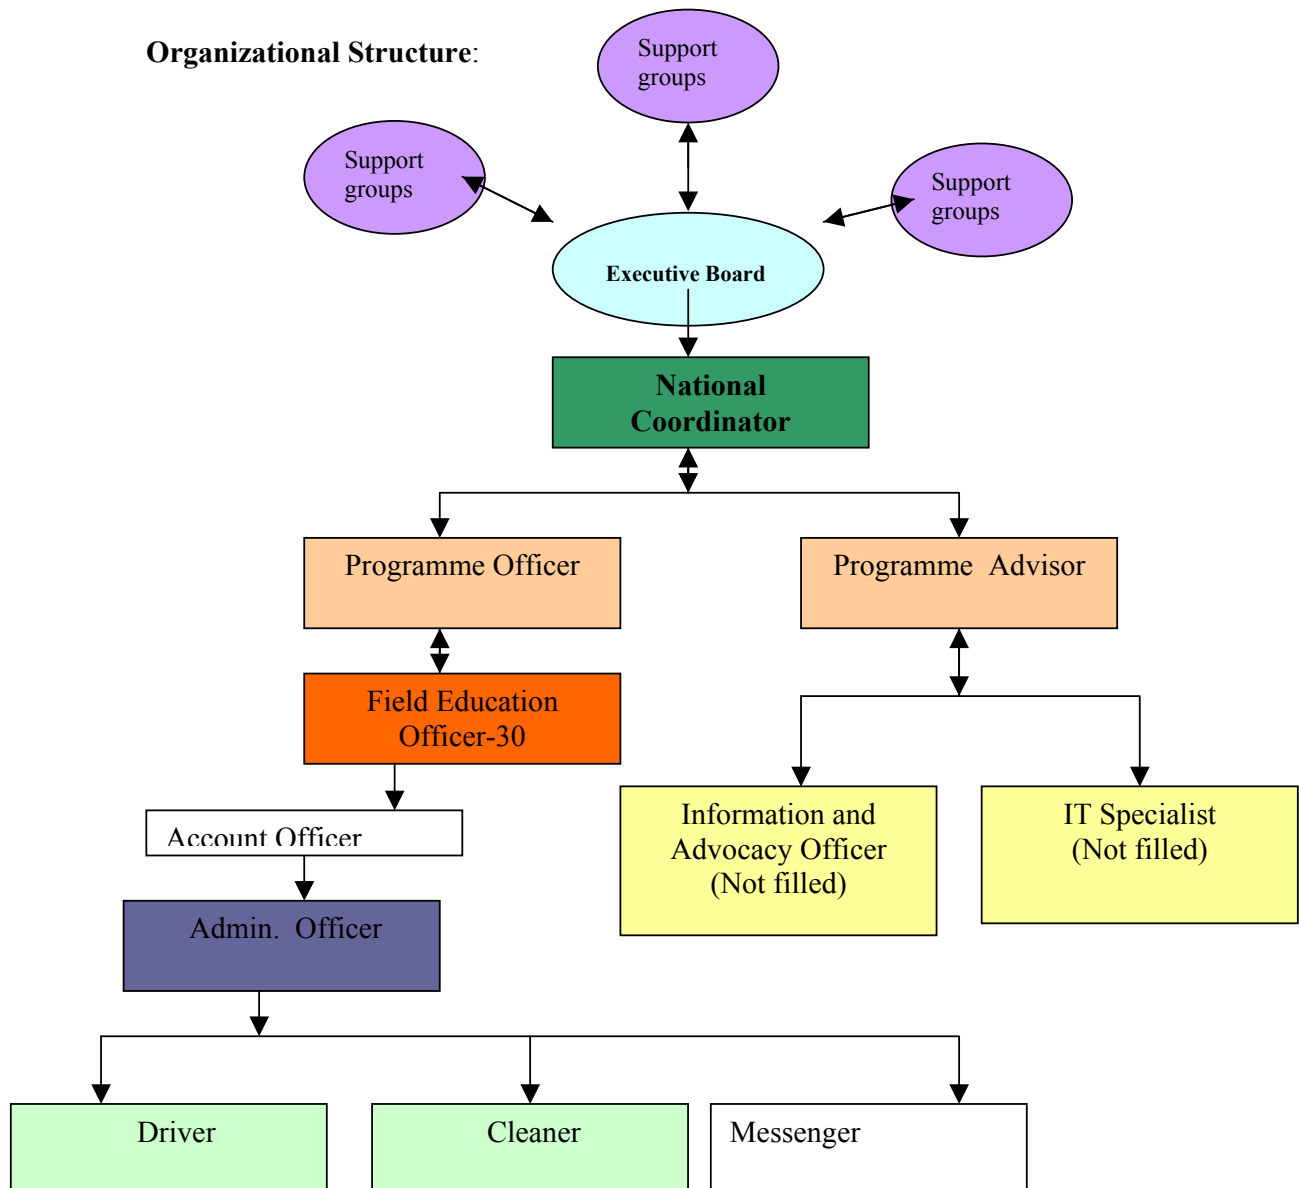 Organizational Structure:
Support
groups
Support
groups
Support
groups
Executive Board
National
Coordinator
Programme Officer
Programme Advisor
Field Education
Officer-30
Account Officer
Information and
Advocacy Officer
(Not filled)
IT Specialist
(Not filled)
Admin. Officer
Driver
Cleaner
Messenger